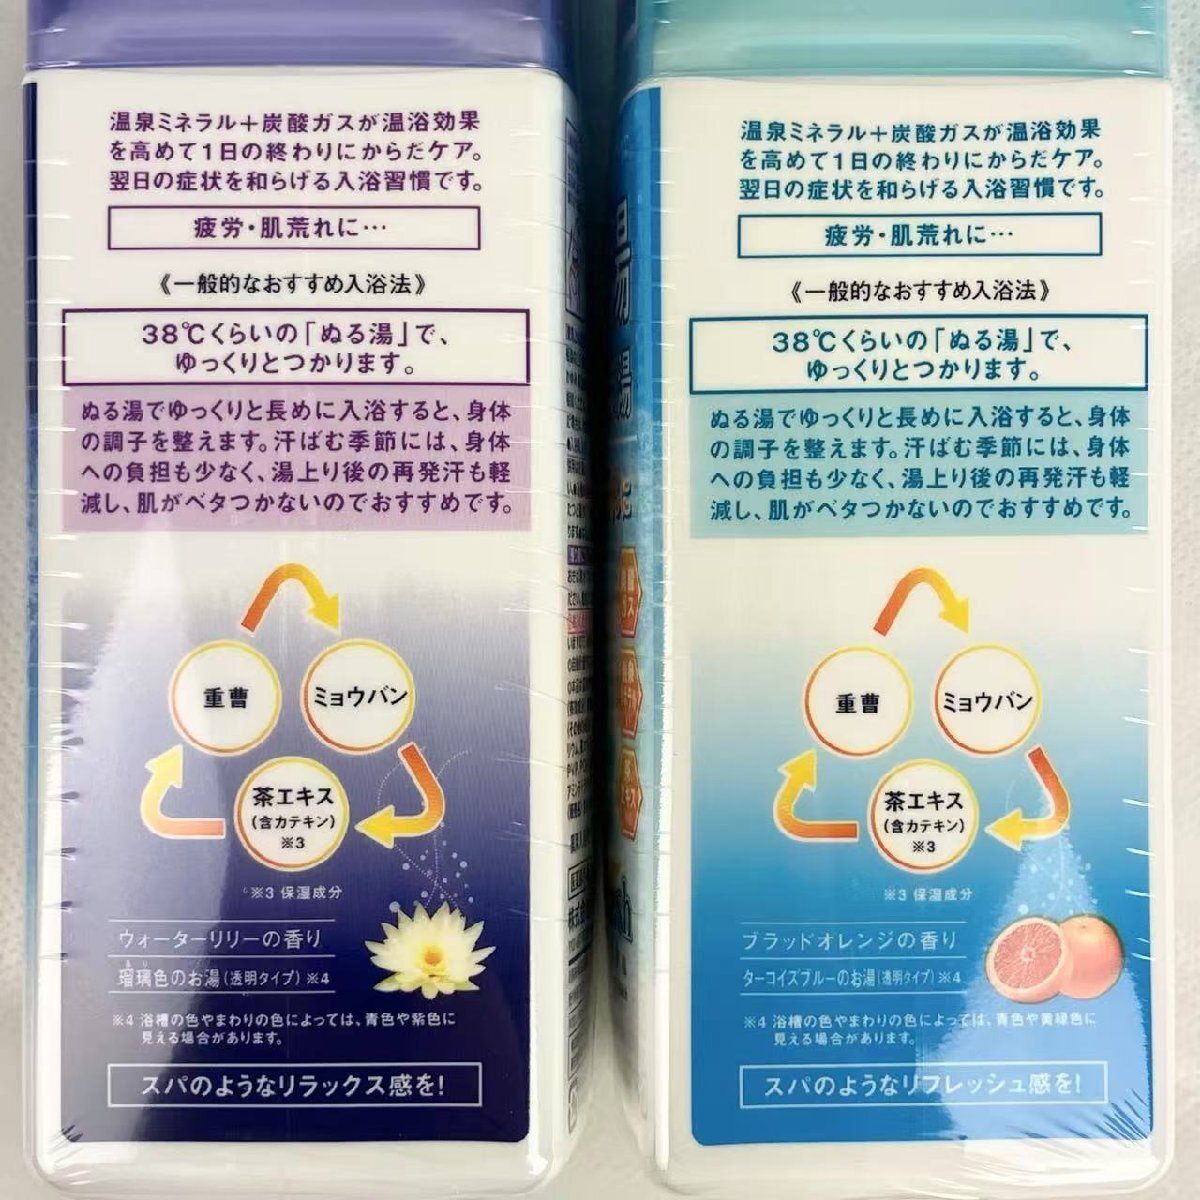 温泉ミネラル+炭酸ガスが温浴効果
を高めて1日の終わりにからだケア。
翌日の症状を和らげる入浴習慣です。
疲労・肌荒れに…
《一般的なおすすめ入浴法》
38℃くらいの「ぬる湯」で、
ゆっくりとつかります。
ぬる湯でゆっくりと長めに入浴すると、身体
の調子を整えます。汗ばむ季節には、身体
への負担も少なく、湯上り後の再発汗も軽
減し、肌がベタつかないのでおすすめです。
重曹
ミョウバン
茶エキス
(含カテキン)
※3
※3 保湿成分
ウォーターリリーの香り
瑠璃色のお湯(透明タイプ)※4
※4 浴槽の色やまわりの色によっては、青色や紫色に
見える場合があります。
スパのようなリラックス感を!
温泉ミネラル+炭酸ガスが温浴効果
を高めて1日の終わりにからだケア。
翌日の症状を和らげる入浴習慣です。
疲労・肌荒れに…
《一般的なおすすめ入浴法》
38℃くらいの「ぬる湯」で、
ゆっくりとつかります。
ぬる湯でゆっくりと長めに入浴すると、身体
の調子を整えます。汗ばむ季節には、身体
への負担も少なく、湯上り後の再発汗も軽
減し、肌がベタつかないのでおすすめです。
重曹
ミョウバン
茶エキス
(含カテキン)
※3
※3 保湿成分
ブラッドオレンジの香り
ターコイズブルーのお湯(透明タイプ)※4
※4 浴槽の色やまわりの色によっては、青色や黄緑色に
見える場合があります。
スパのようなリフレッシュ感を!